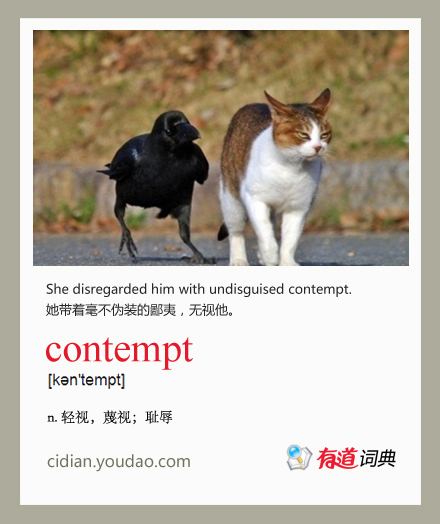 She disregarded him with undisguised contempt.
她带着毫不伪装的鄙夷，无视他。
contempt
[kən'tempt]
n. 轻视，蔑视；耻辱
cidian.youdao.com
有道词典